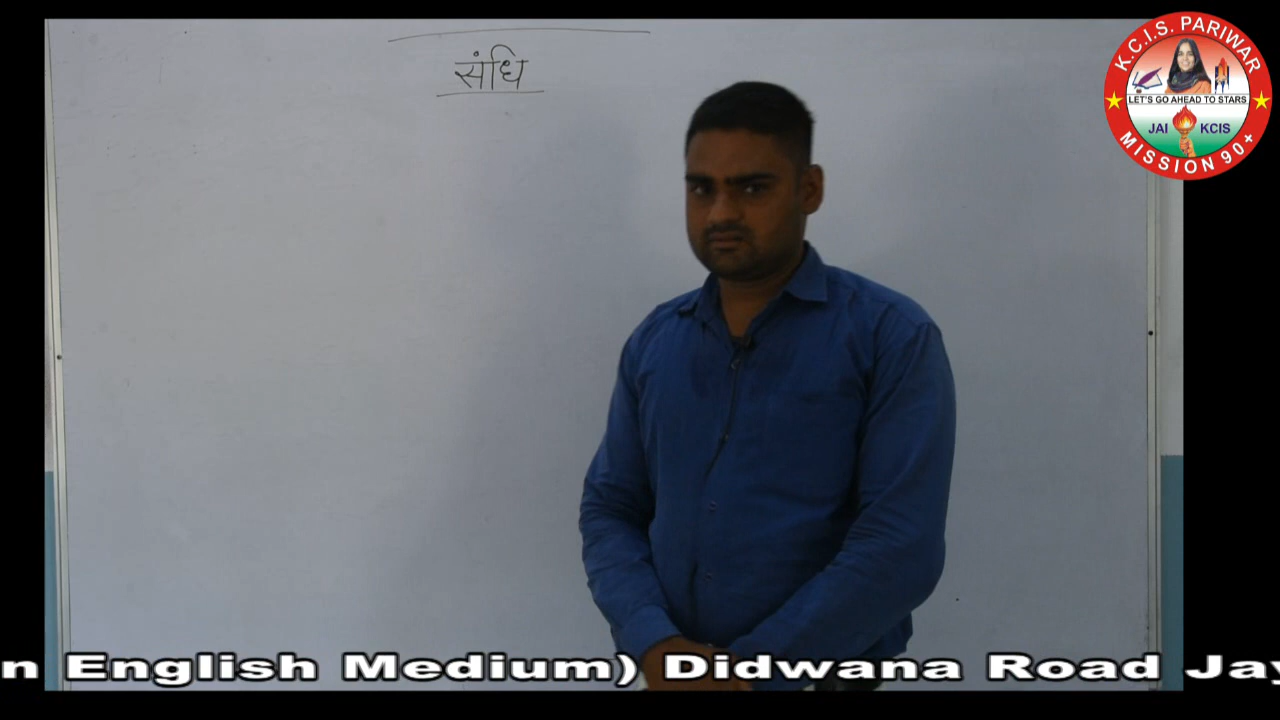 संधि
K.C.I.S. PARIWAR
LET'S GO AHEAD TO STARS
JAI KCIS
MISSION 90+
n English Medium) Didwana Road Jay